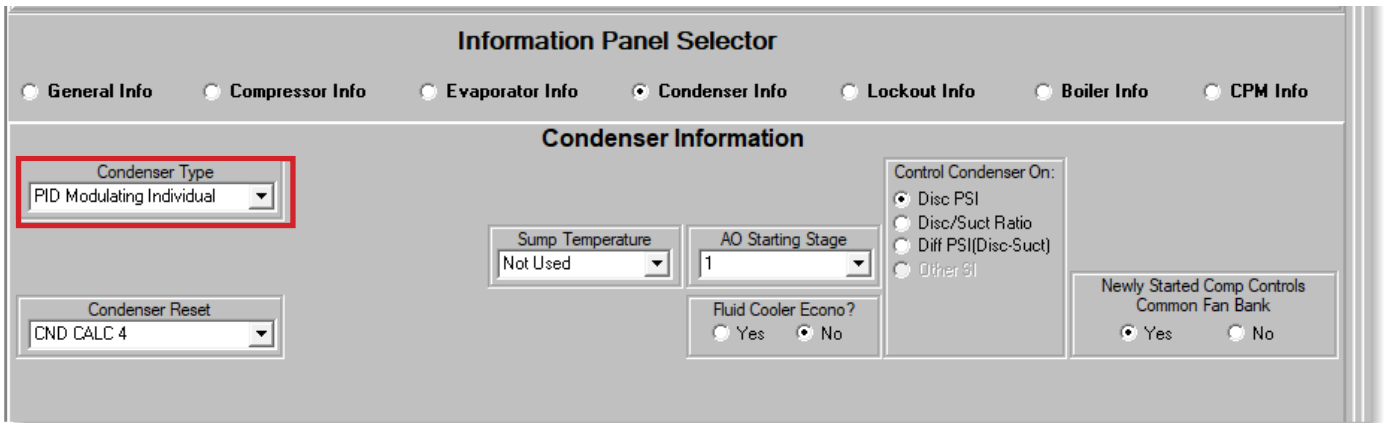 Information Panel Selector
General Info Compressor Info Evaporator Info Condenser Info Lockout Info Boiler Info CPM Info
Condenser Information
Condenser Type
PID Modulating Individual
Sump Temperature
Not Used
AO Starting Stage
1
Control Condenser On:
Disc PSI
Disc/Suct Ratio
Diff PSI(Disc-Suct)
Other SI
Condenser Reset
CND CALC 4
Fluid Cooler Econo?
Yes No
Newly Started Comp Controls
Common Fan Bank
Yes No